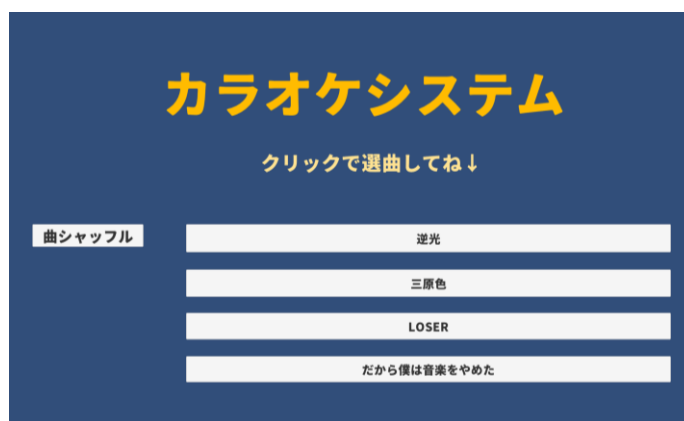 カラオケシステム
クリックで選曲してね↓
曲シャッフル
逆光
三原色
LOSER
だから僕は音楽をやめた